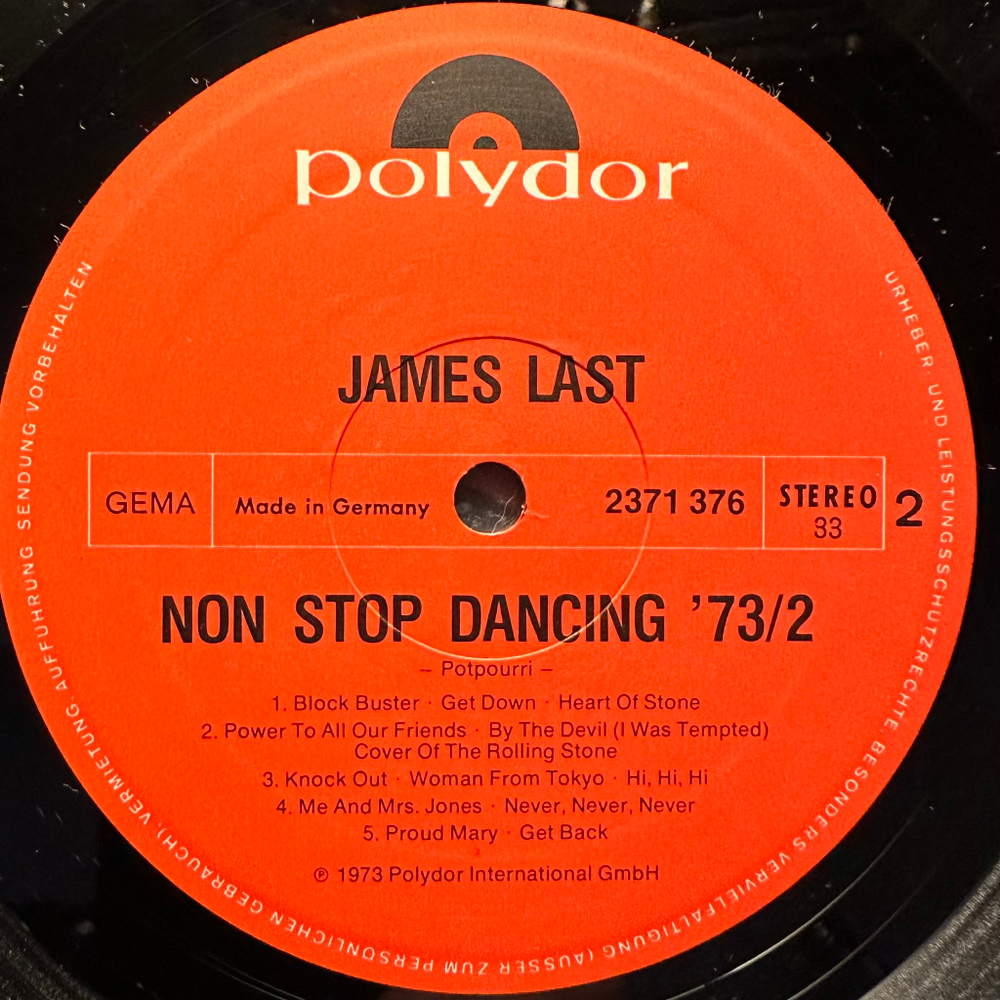 polydor
JAMES LAST
GEMA
Made in Germany
2371 376
STEREO
33
2
NON STOP DANCING ’73/2
– Potpourri –
1. Block Buster · Get Down · Heart Of Stone
2. Power To All Our Friends · By The Devil (I Was Tempted)
Cover Of The Rolling Stone
3. Knock Out · Woman From Tokyo · Hi, Hi, Hi
4. Me And Mrs. Jones · Never, Never, Never
5. Proud Mary · Get Back
℗ 1973 Polydor International GmbH
URHEBER- UND LEISTUNGSSCHUTZRECHTE, BESONDERS VERVIELFÄLTIGUNG (AUSSER ZUM PERSÖNLICHEN GEBRAUCH), VERMIETUNG, AUFFÜHRUNG, SENDUNG VORBEHALTEN